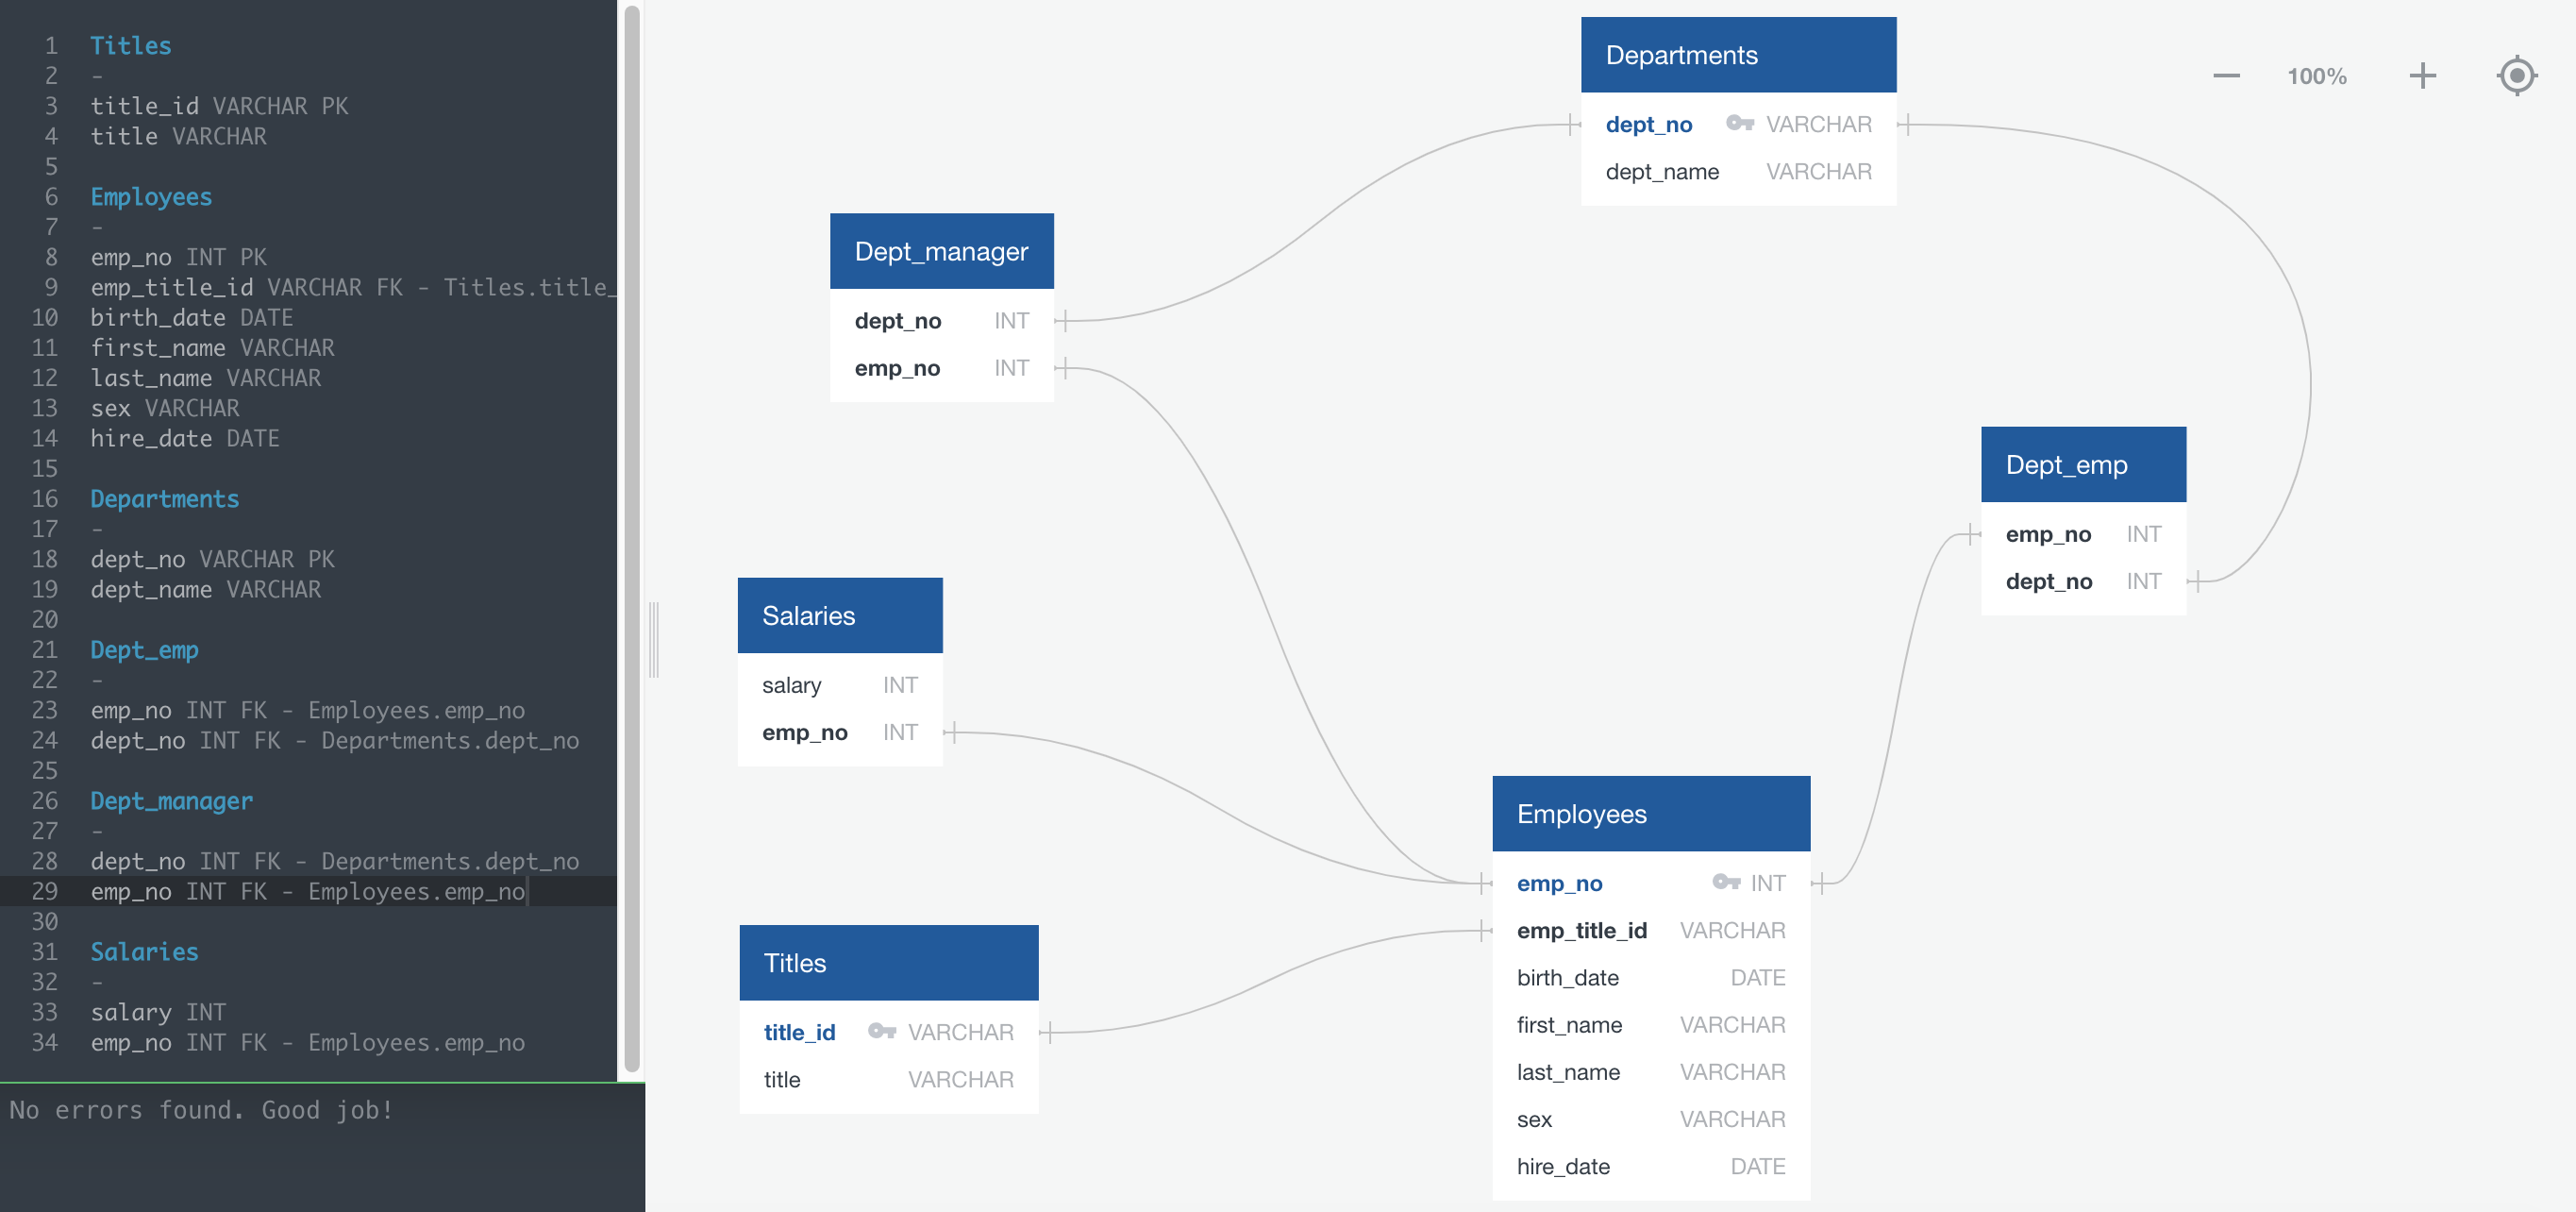 1 Titles
2 -
3 title_id VARCHAR PK
4 title VARCHAR
5
6 Employees
7 -
8 emp_no INT PK
9 emp_title_id VARCHAR FK - Titles.title_
10 birth_date DATE
11 first_name VARCHAR
12 last_name VARCHAR
13 sex VARCHAR
14 hire_date DATE
15
16 Departments
17 -
18 dept_no VARCHAR PK
19 dept_name VARCHAR
20
21 Dept_emp
22 -
23 emp_no INT FK - Employees.emp_no
24 dept_no INT FK - Departments.dept_no
25
26 Dept_manager
27 -
28 dept_no INT FK - Departments.dept_no
29 emp_no INT FK - Employees.emp_no
30
31 Salaries
32 -
33 salary INT
34 emp_no INT FK - Employees.emp_no
No errors found. Good job!
Departments
dept_no VARCHAR
dept_name VARCHAR
100%
Dept_manager
dept_no INT
emp_no INT
Dept_emp
emp_no INT
dept_no INT
Salaries
salary INT
emp_no INT
Employees
emp_no INT
emp_title_id VARCHAR
birth_date DATE
first_name VARCHAR
last_name VARCHAR
sex VARCHAR
hire_date DATE
Titles
title_id VARCHAR
title VARCHAR